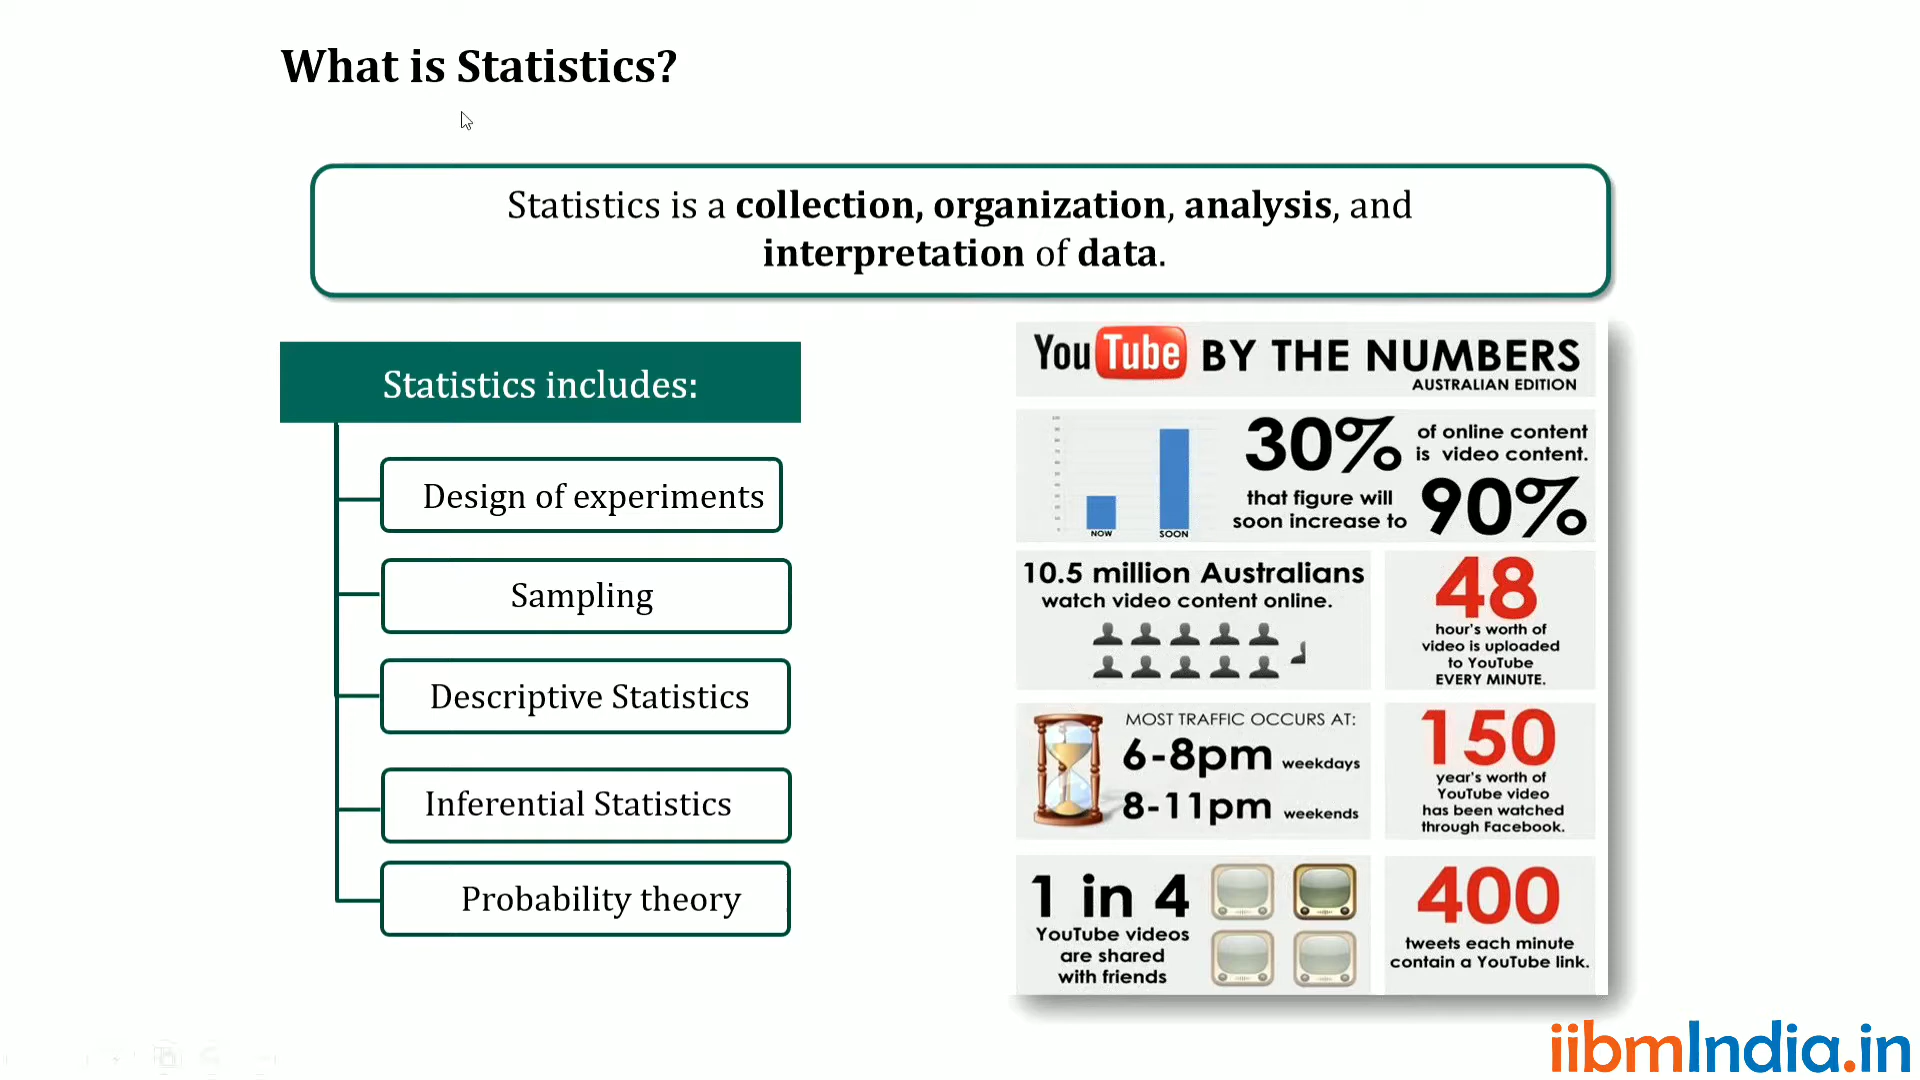 What is Statistics?
Statistics is a collection, organization, analysis, and
interpretation of data.
Statistics includes:
Design of experiments
Sampling
Descriptive Statistics
Inferential Statistics
Probability theory
YouTube BY THE NUMBERS
AUSTRALIAN EDITION
NOW SOON
30% of online content
is video content.
that figure will
soon increase to 90%
10.5 million Australians
watch video content online.
48
hour's worth of
video is uploaded
to YouTube
EVERY MINUTE.
MOST TRAFFIC OCCURS AT:
6-8pm weekdays
8-11pm weekends
150
year's worth of
YouTube video
has been watched
through Facebook.
1 in 4
YouTube videos
are shared
with friends
400
tweets each minute
contain a YouTube link.
iibmIndia.in